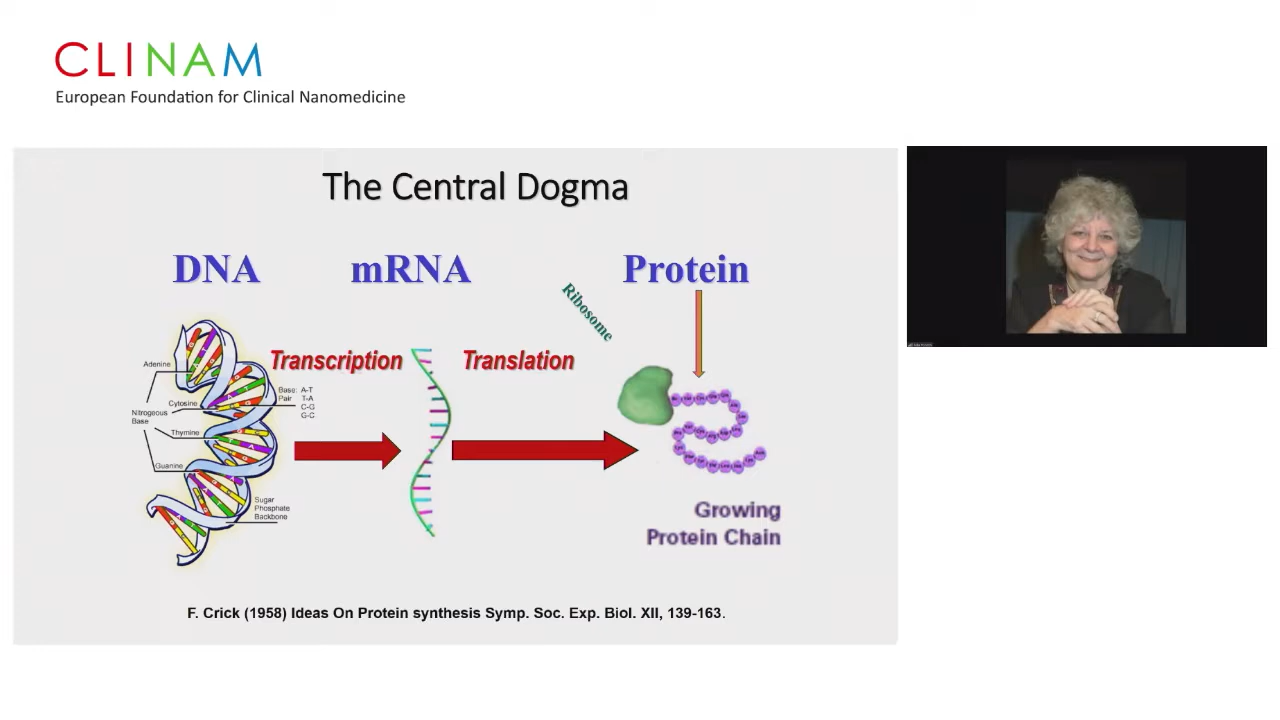 CLINAM
European Foundation for Clinical Nanomedicine
The Central Dogma
DNA
mRNA
Protein
Ribosome
Transcription
Translation
Adenine
Cytosine
Nitrogeous
Base
Thymine
Guanine
Base
Pair
A-T
T-A
C-G
G-C
Sugar
Phosphate
Backbone
Growing
Protein Chain
F. Crick (1958) Ideas On Protein synthesis Symp. Soc. Exp. Biol. XII, 139-163.